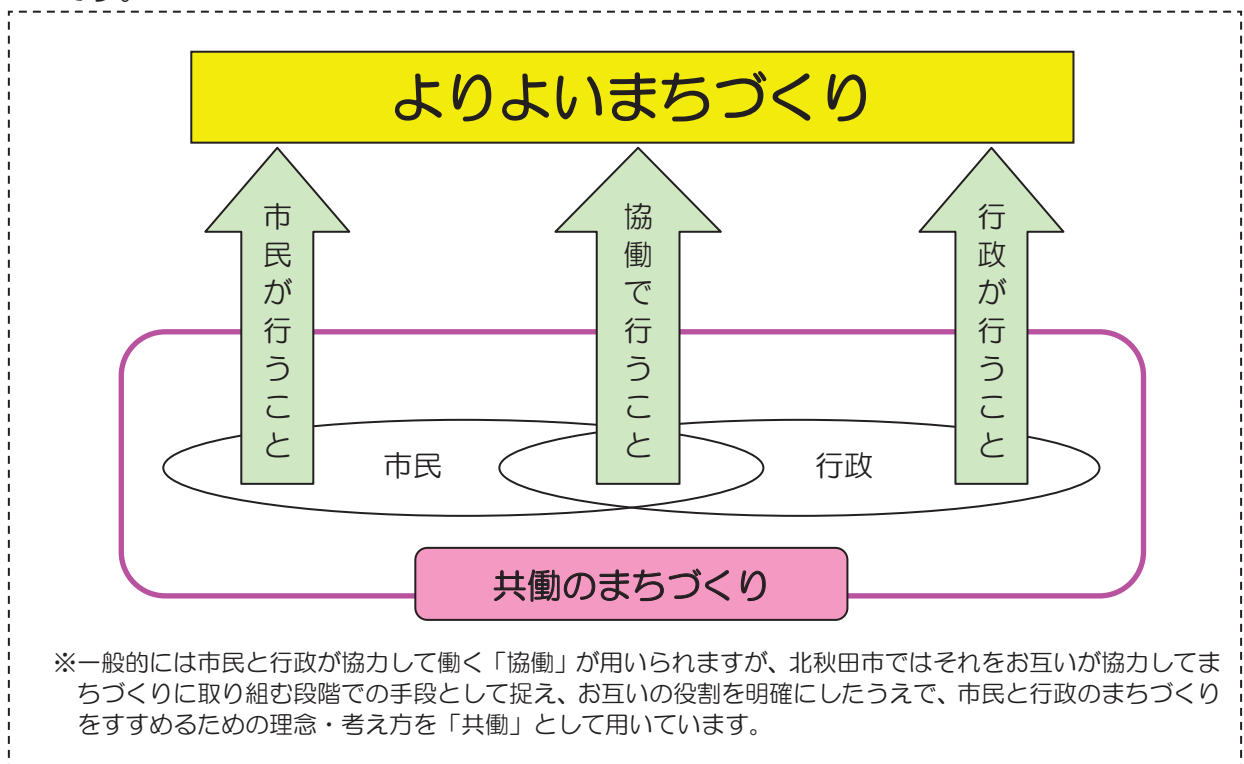 です。
よりよいまちづくり
市民が行うこと
協働で行うこと
行政が行うこと
市民
行政
共働のまちづくり
※一般的には市民と行政が協力して働く「協働」が用いられますが、北秋田市ではそれをお互いが協力してま
ちづくりに取り組む段階での手段として捉え、お互いの役割を明確にしたうえで、市民と行政のまちづくり
をすすめるための理念・考え方を「共働」として用いています。